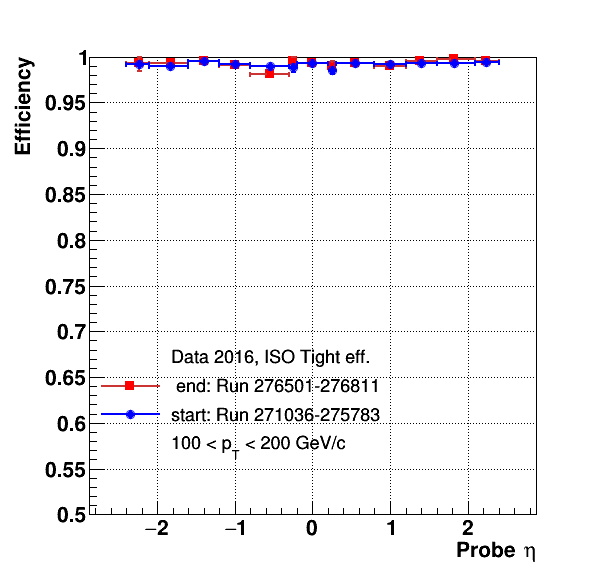 Efficiency
1
0.95
0.9
0.85
0.8
0.75
0.7
0.65
0.6
0.55
0.5
Data 2016, ISO Tight eff.
end: Run 276501-276811
start: Run 271036-275783
100 < p_T < 200 GeV/c
−2 −1 0 1 2
Probe η